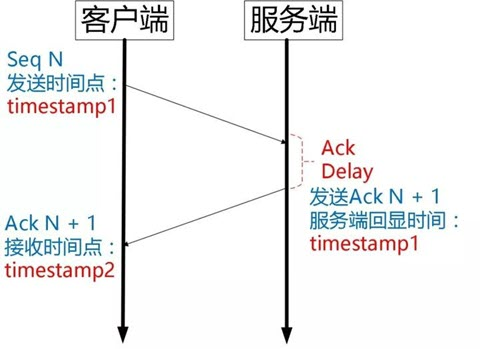 客户端
服务端
Seq N
发送时间点：
timestamp1
Ack
Delay
发送Ack N + 1
服务端回显时间：
timestamp1
Ack N + 1
接收时间点：
timestamp2